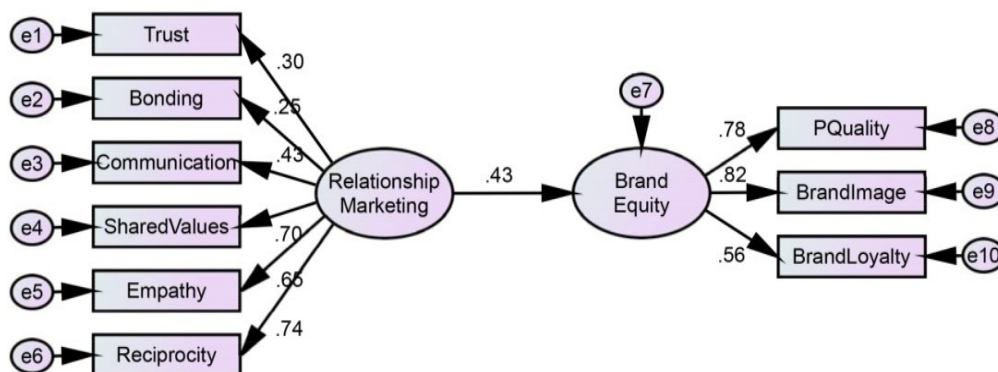 e1
Trust
.30
e2
Bonding
.25
e3
Communication
.43
e4
SharedValues
.70
e5
Empathy
.65
e6
Reciprocity
.74
Relationship
Marketing
.43
e7
Brand
Equity
.78
PQuality
e8
.82
BrandImage
e9
.56
BrandLoyalty
e10